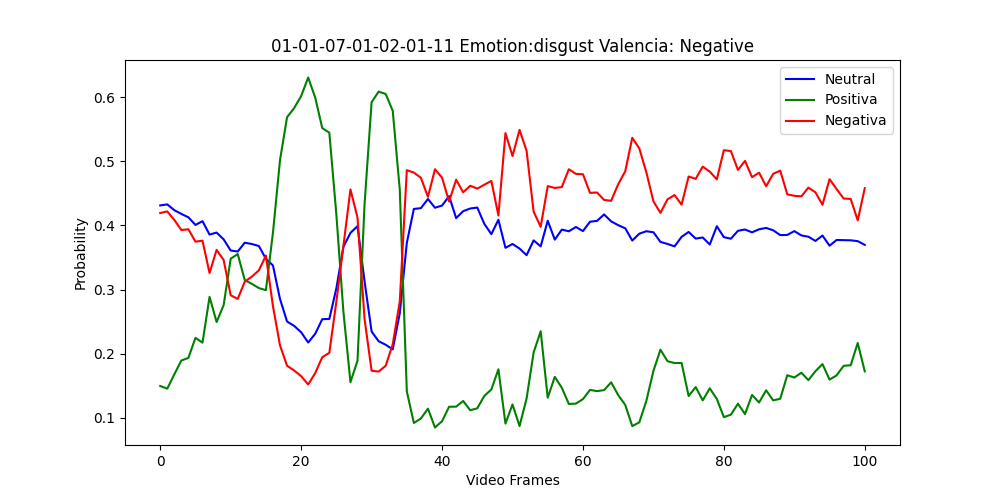 01-01-07-01-02-01-11 Emotion:disgust Valencia: Negative
Neutral
Positiva
Negativa
0.6
0.5
0.4
0.3
0.2
0.1
Probability
0 20 40 60 80 100
Video Frames